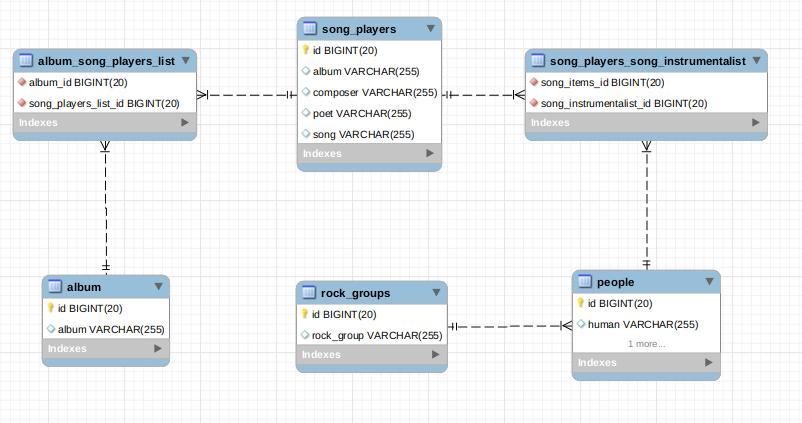 song_players
id BIGINT(20)
album VARCHAR(255)
composer VARCHAR(255)
poet VARCHAR(255)
song VARCHAR(255)
Indexes
album_song_players_list
album_id BIGINT(20)
song_players_list_id BIGINT(20)
Indexes
song_players_song_instrumentalist
song_items_id BIGINT(20)
song_instrumentalist_id BIGINT(20)
Indexes
album
id BIGINT(20)
album VARCHAR(255)
Indexes
rock_groups
id BIGINT(20)
rock_group VARCHAR(255)
Indexes
people
id BIGINT(20)
human VARCHAR(255)
1 more...
Indexes